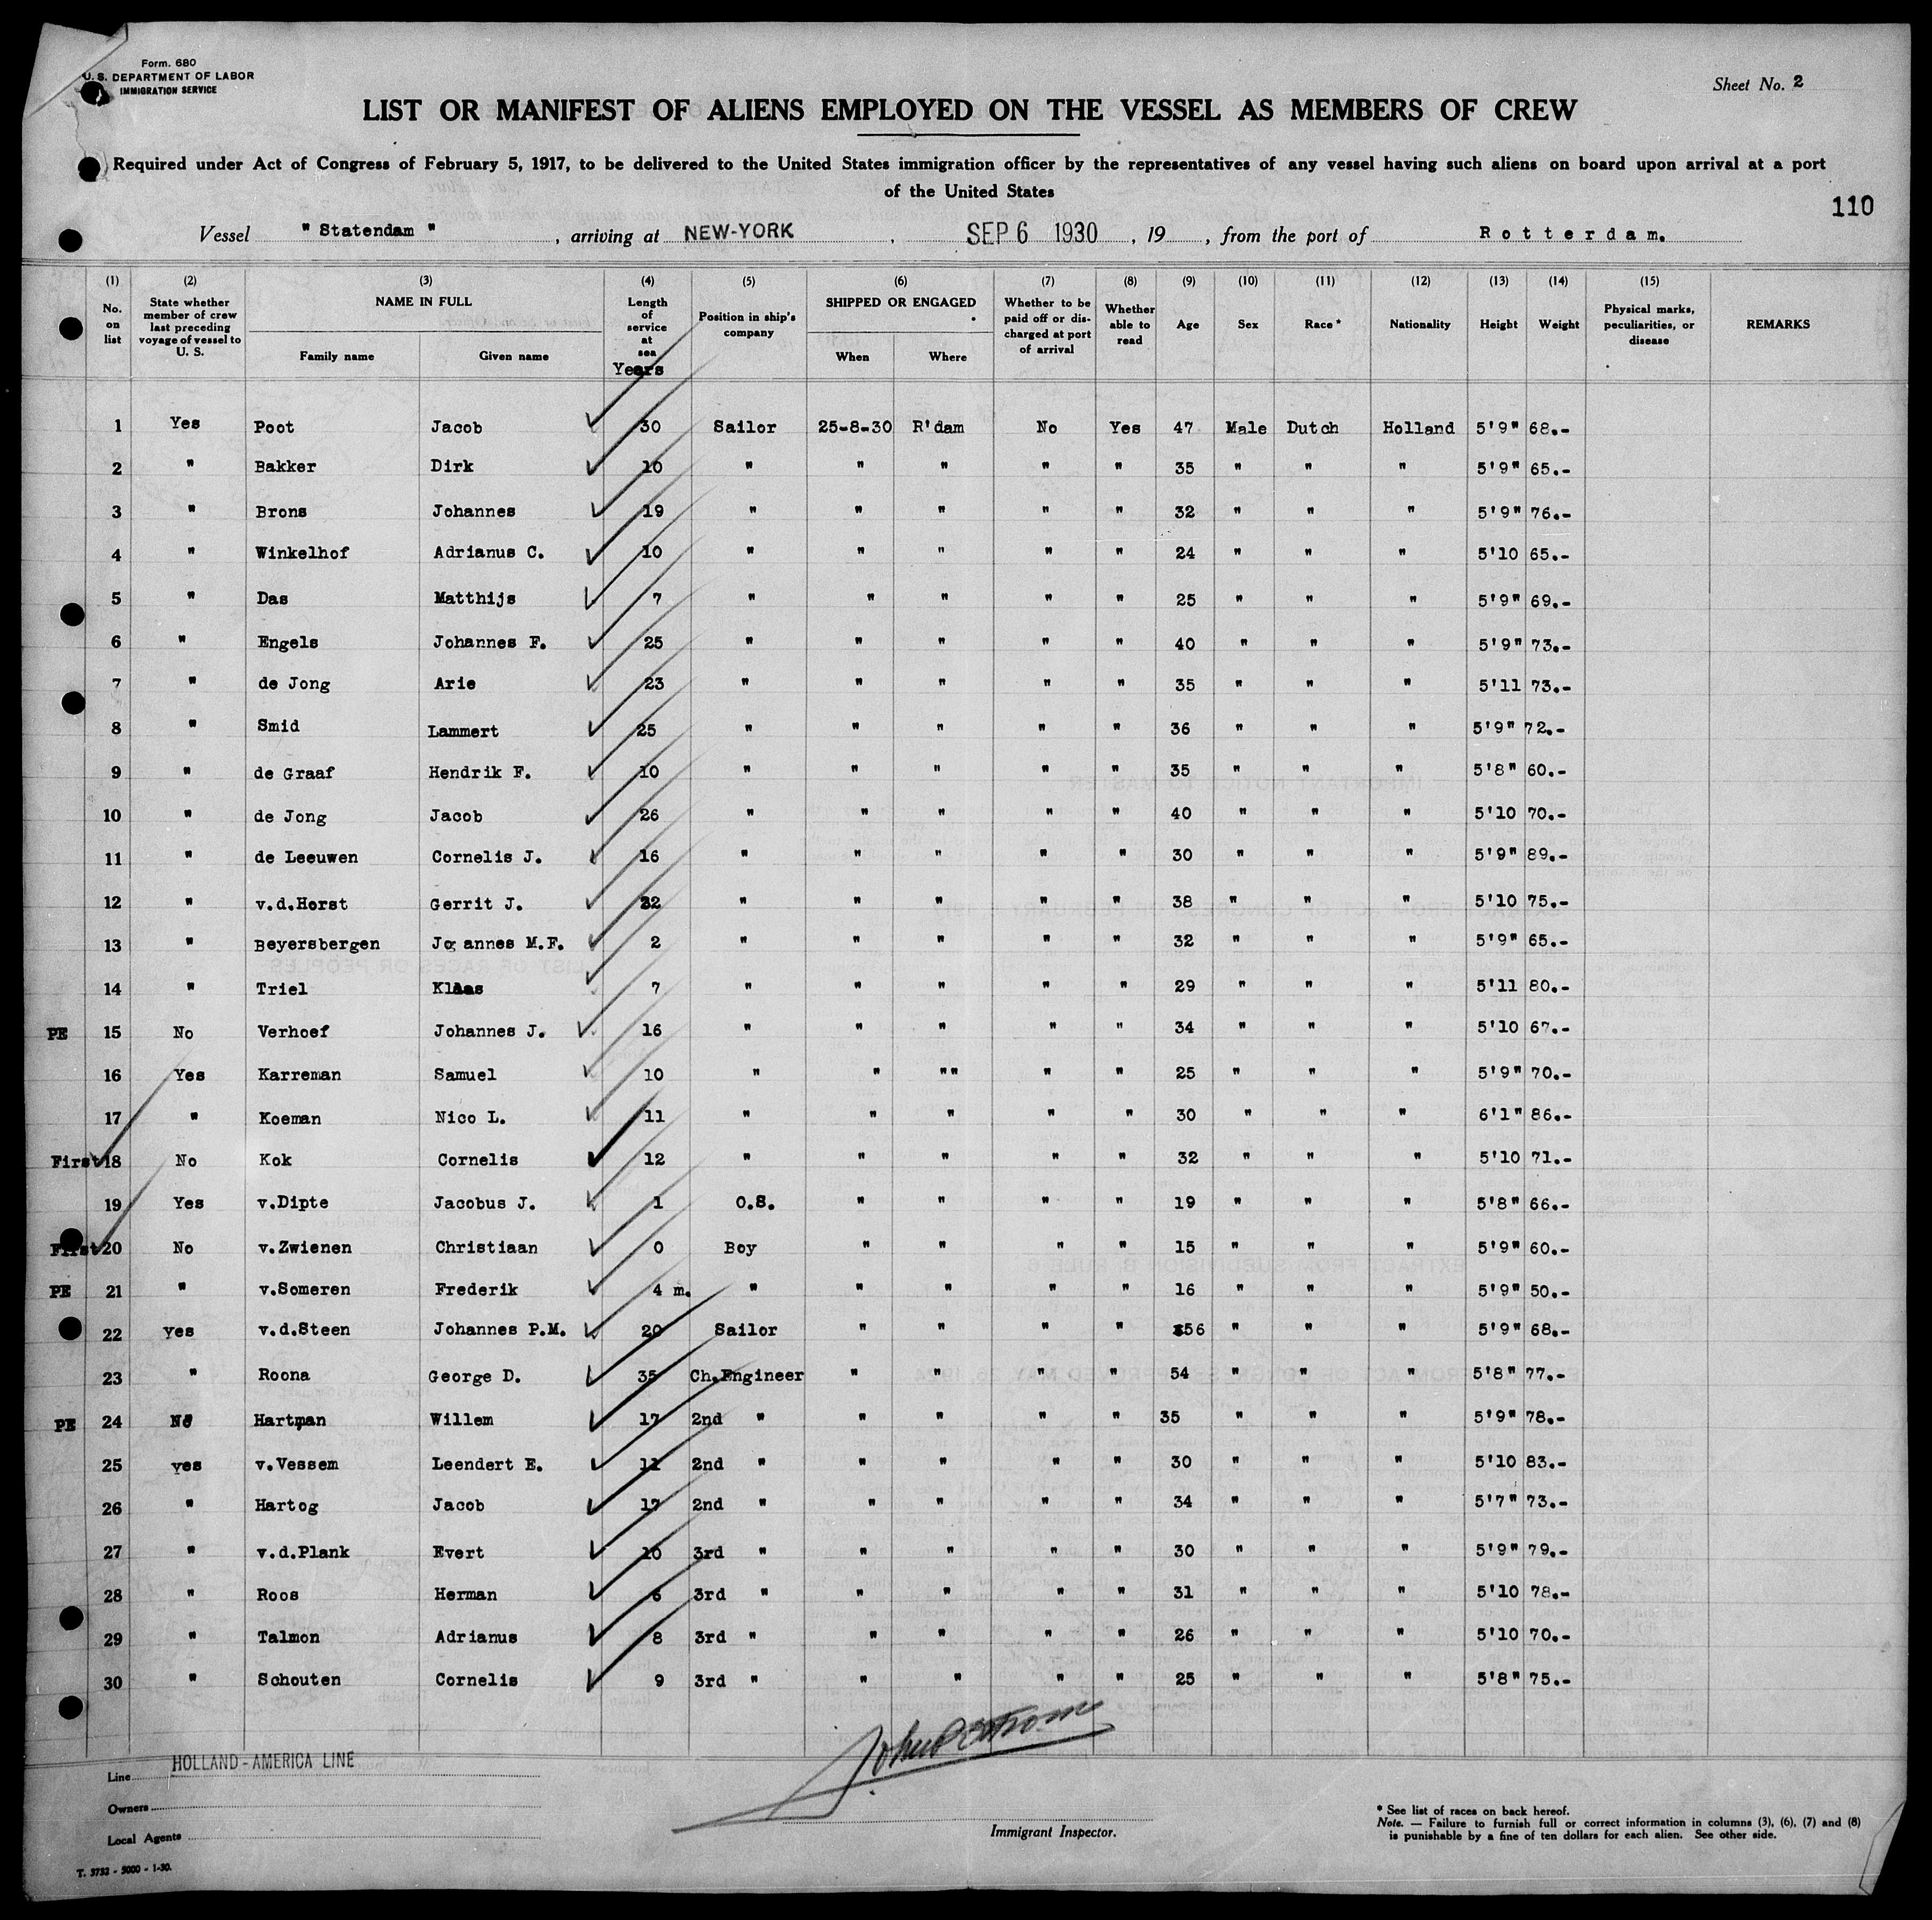 Form. 680
U. S. DEPARTMENT OF LABOR
IMMIGRATION SERVICE
Sheet No. 2
LIST OR MANIFEST OF ALIENS EMPLOYED ON THE VESSEL AS MEMBERS OF CREW
Required under Act of Congress of February 5, 1917, to be delivered to the United States immigration officer by the representatives of any vessel having such aliens on board upon arrival at a port
of the United States
110
Vessel " Statendam " , arriving at NEW-YORK , SEP 6 1930 , 19 , from the port of Rotterdam.
(1) (2) (3) (4) (5) (6) (7) (8) (9) (10) (11) (12) (13) (14) (15)
No. on list State whether member of crew last preceding voyage of vessel to U. S. NAME IN FULL Family name Given name Length of service at sea Years Position in ship's company SHIPPED OR ENGAGED When Where Whether to be paid off or discharged at port of arrival Whether able to read Age Sex Race* Nationality Height Weight Physical marks, peculiarities, or disease REMARKS
1 Yes Poot Jacob 30 Sailor 25-8-30 R'dam No Yes 47 Male Dutch Holland 5'9" 68.-
2 " Bakker Dirk 10 " " " " " 35 " " " 5'9" 65.-
3 " Brons Johannes 19 " " " " " 32 " " " 5'9" 76.-
4 " Winkelhof Adrianus C. 10 " " " " " 24 " " " 5'10 65.-
5 " Das Matthijs 7 " " " " " 25 " " " 5'9" 69.-
6 " Engels Johannes F. 25 " " " " " 40 " " " 5'9" 73.-
7 " de Jong Arie 23 " " " " " 35 " " " 5'11 73.-
8 " Smid Lammert 25 " " " " " 36 " " " 5'9" 72.-
9 " de Graaf Hendrik F. 10 " " " " " 35 " " " 5'8" 60.-
10 " de Jong Jacob 26 " " " " " 40 " " " 5'10 70.-
11 " de Leeuwen Cornelis J. 16 " " " " " 30 " " " 5'9" 89.-
12 " v.d.Horst Gerrit J. 22 " " " " " 38 " " " 5'10 75.-
13 " Beyersbergen Jo annes M.F. 2 " " " " " 32 " " " 5'9" 65.-
14 " Triel Klaas 7 " " " " " 29 " " " 5'11 80.-
PE 15 No Verhoef Johannes J. 16 " " " " " 34 " " " 5'10 67.-
16 Yes Karreman Samuel 10 " " "" " " 25 " " " 5'9" 70.-
17 " Koeman Nico L. 11 " " " " " 30 " " " 6'1" 86.-
First 18 No Kok Cornelis 12 " " " " " 32 " " " 5'10 71.-
19 Yes v.Dipte Jacobus J. 1 O.S. " " " " 19 " " " 5'8" 66.-
First 20 No v.Zwienen Christiaan 0 Boy " " " " 15 " " " 5'9" 60.-
PE 21 " v.Someren Frederik 4 m. " " " " " 16 " " " 5'9" 50.-
22 yes v.d.Steen Johannes P.M. 20 Sailor " " " " 56 " " " 5'9" 68.-
23 " Roona George D. 35 Ch.Engineer " " " " 54 " " " 5'8" 77.-
PE 24 No Hartman Willem 17 2nd " " " " " 35 " " " 5'9" 78.-
25 yes v.Vessem Leendert E. 11 2nd " " " " " 30 " " " 5'10 83.-
26 " Hartog Jacob 17 2nd " " " " " 34 " " " 5'7" 73.-
27 " v.d.Plank Evert 10 3rd " " " " " 30 " " " 5'9" 79.-
28 " Roos Herman 6 3rd " " " " " 31 " " " 5'10 78.-
29 " Talmon Adrianus 8 3rd " " " " " 26 " " " 5'10 70.-
30 " Schouten Cornelis 9 3rd " " " " " 25 " " " 5'8" 75.-
Line HOLLAND-AMERICA LINE
Owners
Local Agents
Immigrant Inspector.
* See list of races on back hereof.
Note. — Failure to furnish full or correct information in columns (3), (6), (7) and (8)
is punishable by a fine of ten dollars for each alien. See other side.
T. 3732 - 5000 - 1-30.